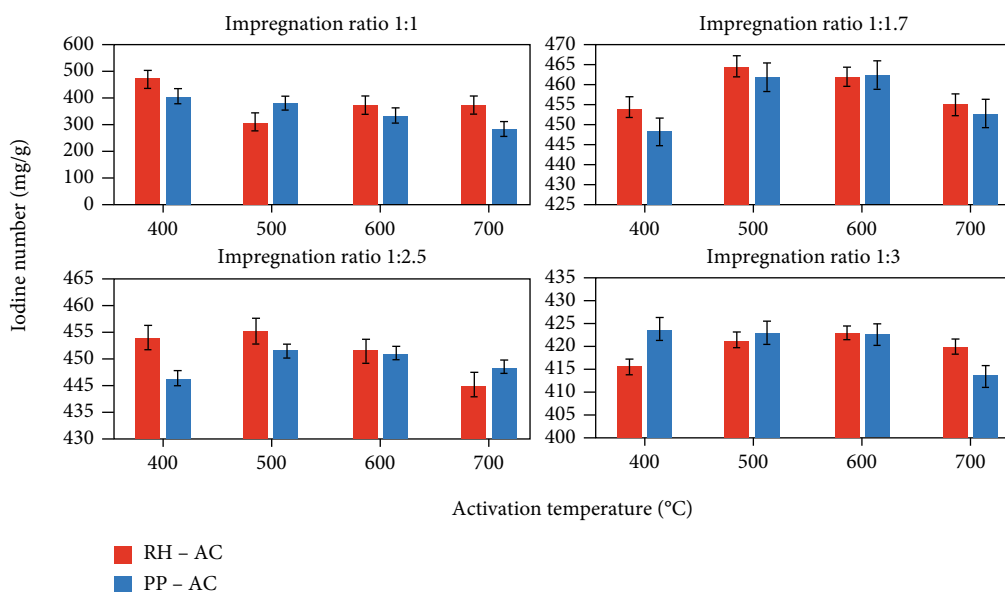 Impregnation ratio 1:1
600
500
400
300
300
100
0
400 500 600 700
Impregnation ratio 1:1.7
470
465
460
455
450
445
440
430
425
400 500 600 700
Impregnation ratio 1:2.5
465
460
455
450
445
435
430
400 500 600 700
Impregnation ratio 1:3
435
430
425
420
415
410
405
400
400 500 600 700
Iodine number (mg/g)
Activation temperature (°C)
RH – AC
PP – AC